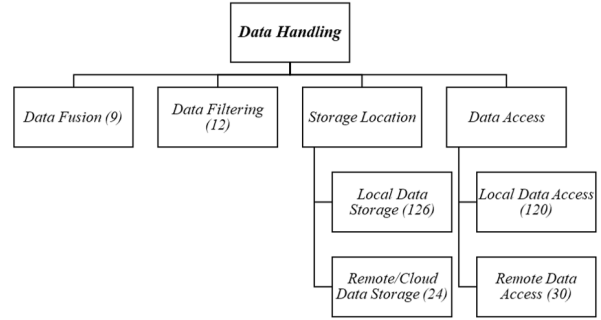 Data Handling
Data Fusion (9)
Data Filtering
(12)
Storage Location
Data Access
Local Data
Storage (126)
Local Data Access
(120)
Remote/Cloud
Data Storage (24)
Remote Data
Access (30)